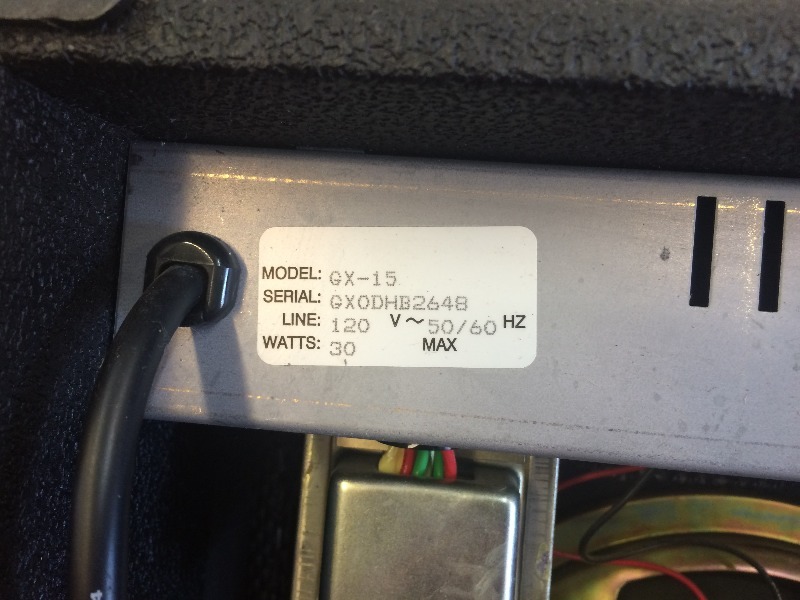 MODEL: GX-15
SERIAL: GX0DHB2648
LINE: 120 V~50/60 HZ
WATTS: 30 MAX